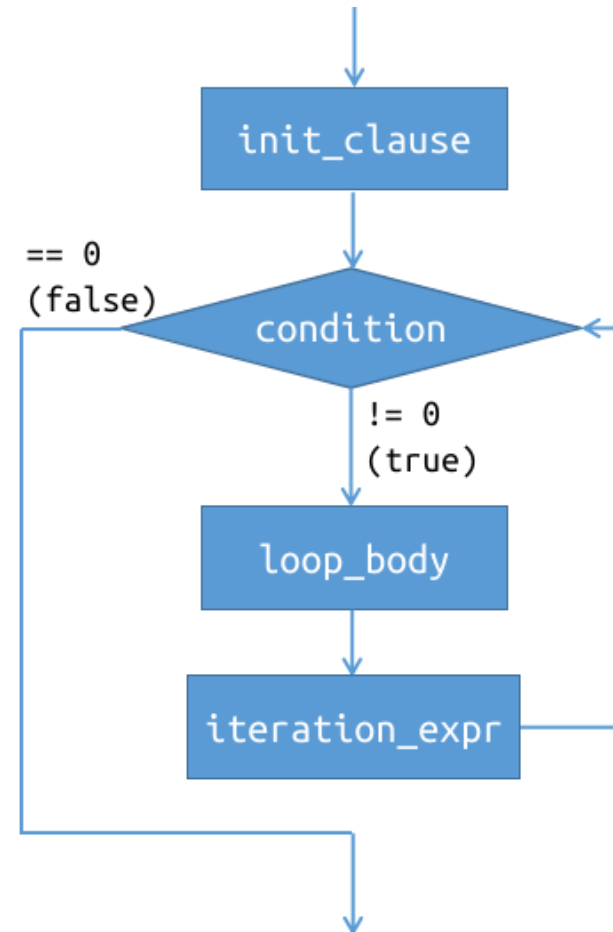 init_clause
== 0
(false)
condition
!= 0
(true)
loop_body
iteration_expr